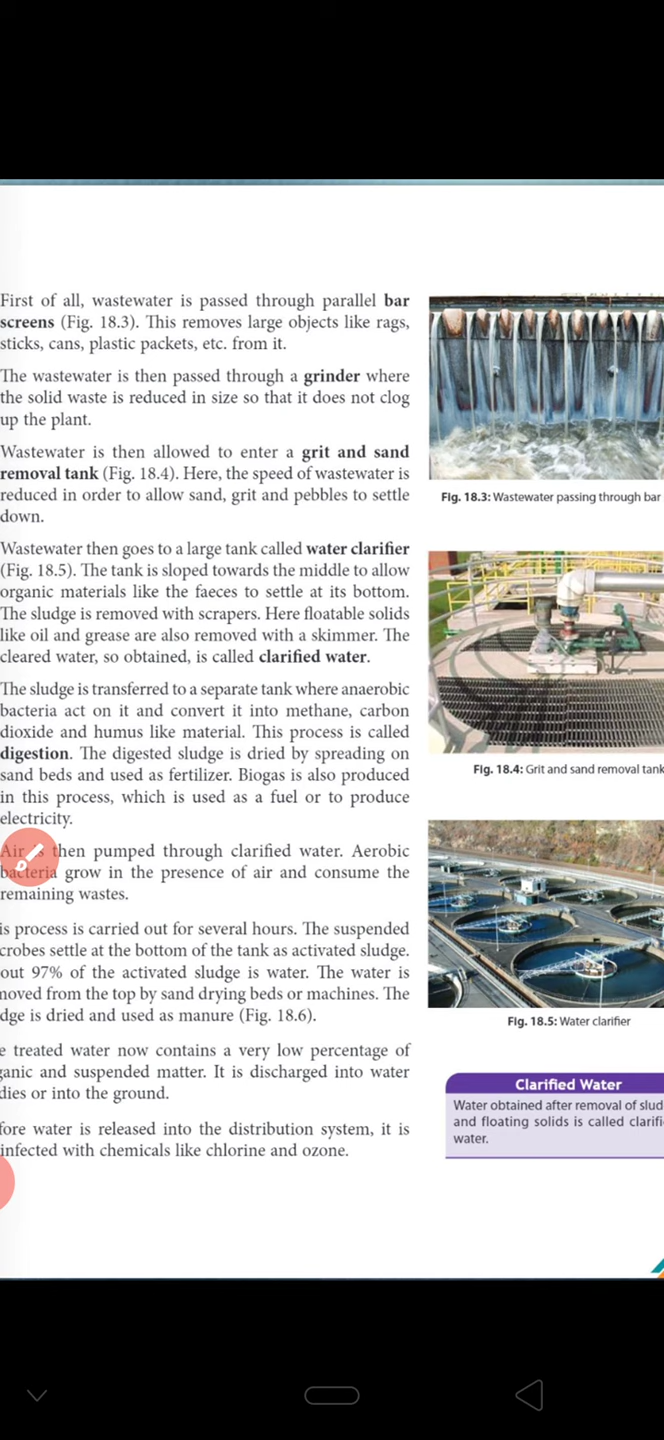 First of all, wastewater is passed through parallel bar
screens (Fig. 18.3). This removes large objects like rags,
sticks, cans, plastic packets, etc. from it.
The wastewater is then passed through a grinder where
the solid waste is reduced in size so that it does not clog
up the plant.
Wastewater is then allowed to enter a grit and sand
removal tank (Fig. 18.4). Here, the speed of wastewater is
reduced in order to allow sand, grit and pebbles to settle
down.
Wastewater then goes to a large tank called water clarifier
(Fig. 18.5). The tank is sloped towards the middle to allow
organic materials like the faeces to settle at its bottom.
The sludge is removed with scrapers. Here floatable solids
like oil and grease are also removed with a skimmer. The
cleared water, so obtained, is called clarified water.
The sludge is transferred to a separate tank where anaerobic
bacteria act on it and convert it into methane, carbon
dioxide and humus like material. This process is called
digestion. The digested sludge is dried by spreading on
sand beds and used as fertilizer. Biogas is also produced
in this process, which is used as a fuel or to produce
electricity.
Air is then pumped through clarified water. Aerobic
bacteria grow in the presence of air and consume the
remaining wastes.
is process is carried out for several hours. The suspended
crobes settle at the bottom of the tank as activated sludge.
out 97% of the activated sludge is water. The water is
moved from the top by sand drying beds or machines. The
dge is dried and used as manure (Fig. 18.6).
e treated water now contains a very low percentage of
ganic and suspended matter. It is discharged into water
dies or into the ground.
fore water is released into the distribution system, it is
infected with chemicals like chlorine and ozone.
Fig. 18.3: Wastewater passing through bar
Fig. 18.4: Grit and sand removal tank
Fig. 18.5: Water clarifier
Clarified Water
Water obtained after removal of slud
and floating solids is called clarifi
water.